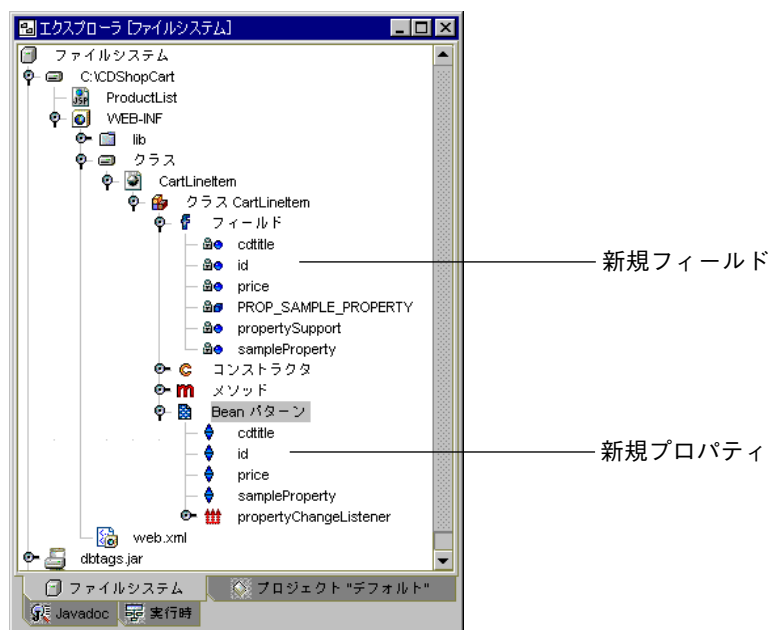 エクスプローラ [ファイルシステム]
ファイルシステム
C:\CDShopCart
ProductList
WEB-INF
lib
クラス
CartLineItem
クラス CartLineItem
フィールド
cdtitle
id
price
PROP_SAMPLE_PROPERTY
propertySupport
sampleProperty
コンストラクタ
メソッド
Bean パターン
cdtitle
id
price
sampleProperty
propertyChangeListener
web.xml
dbtags.jar
ファイルシステム
プロジェクト "デフォルト"
Javadoc
実行時
新規フィールド
新規プロパティ